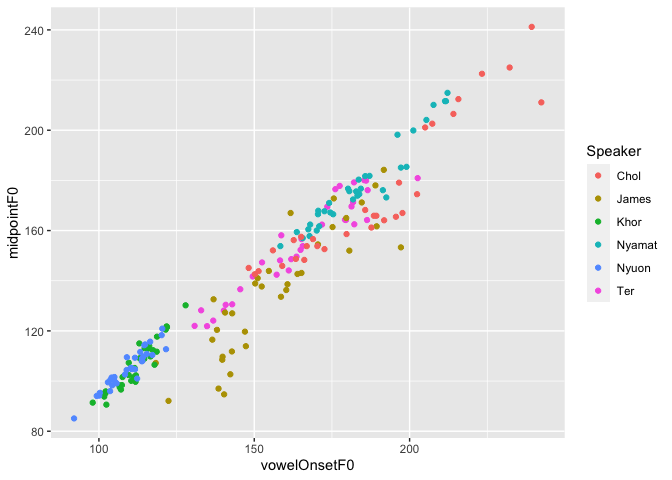 240
200
160
120
80
midpointF0
100
150
200
vowelOnsetF0
Speaker
Chol
James
Khor
Nyamat
Nyuon
Ter